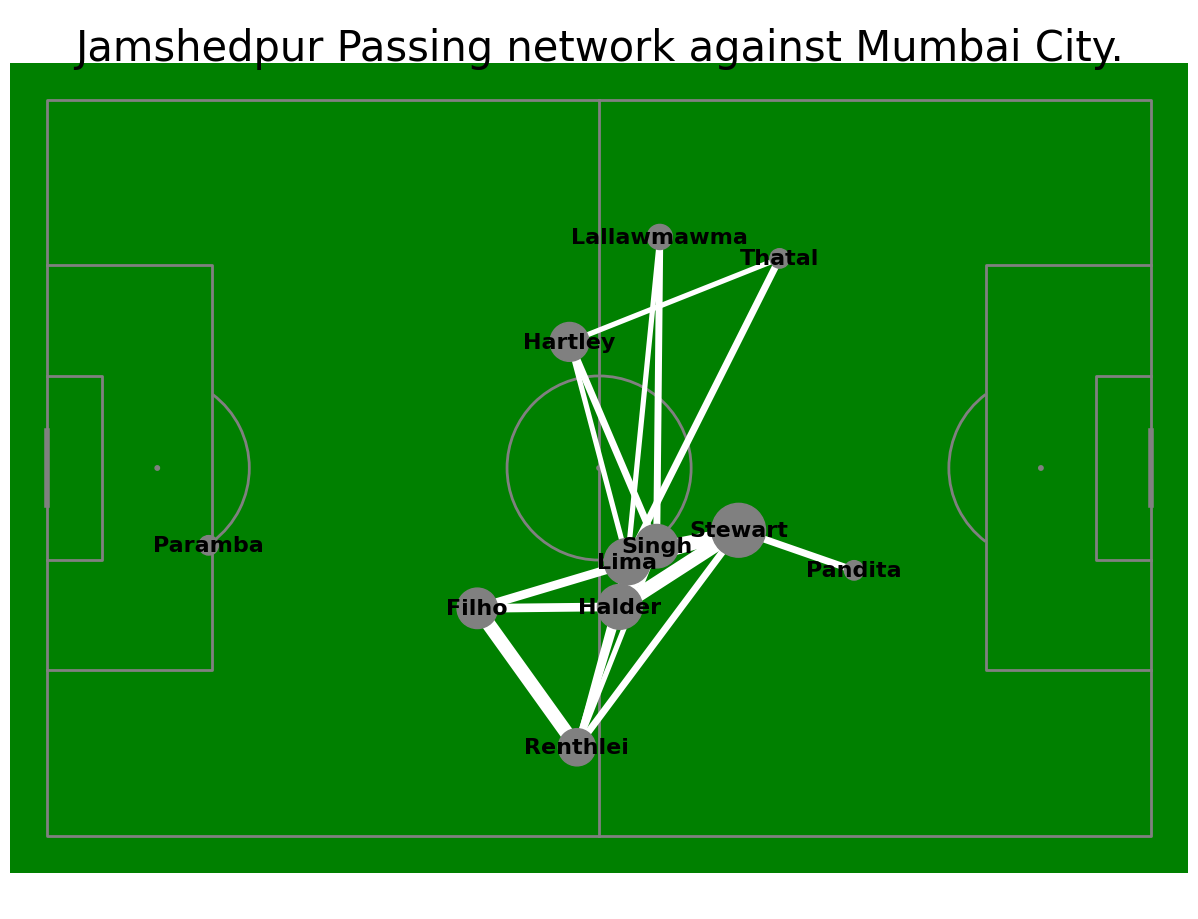 Jamshedpur Passing network against Mumbai City.
Lallawmawma
Thatal
Hartley
Stewart
Singh
Paramba
Lima
Pandita
Filho
Halder
Renthlei